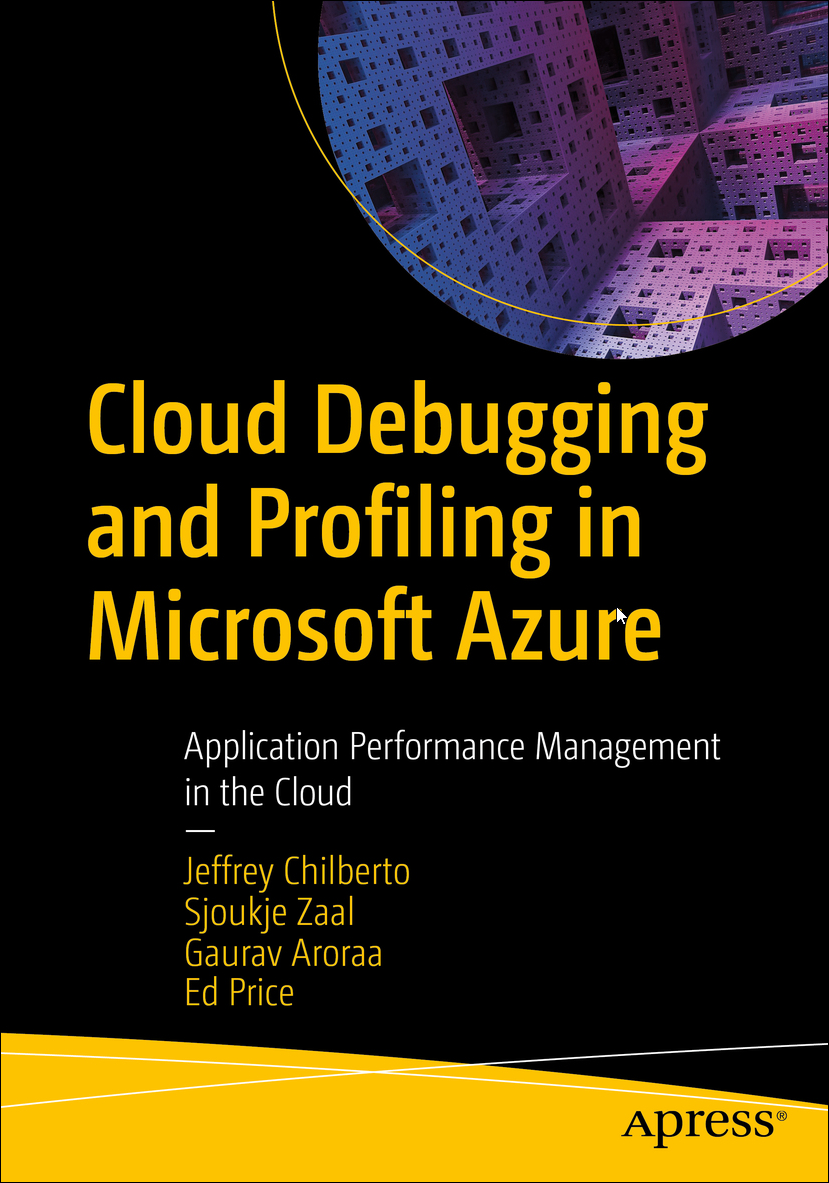 Cloud Debugging
and Profiling in
Microsoft Azure
Application Performance Management
in the Cloud
Jeffrey Chilberto
Sjoukje Zaal
Gaurav Aroraa
Ed Price
Apress®